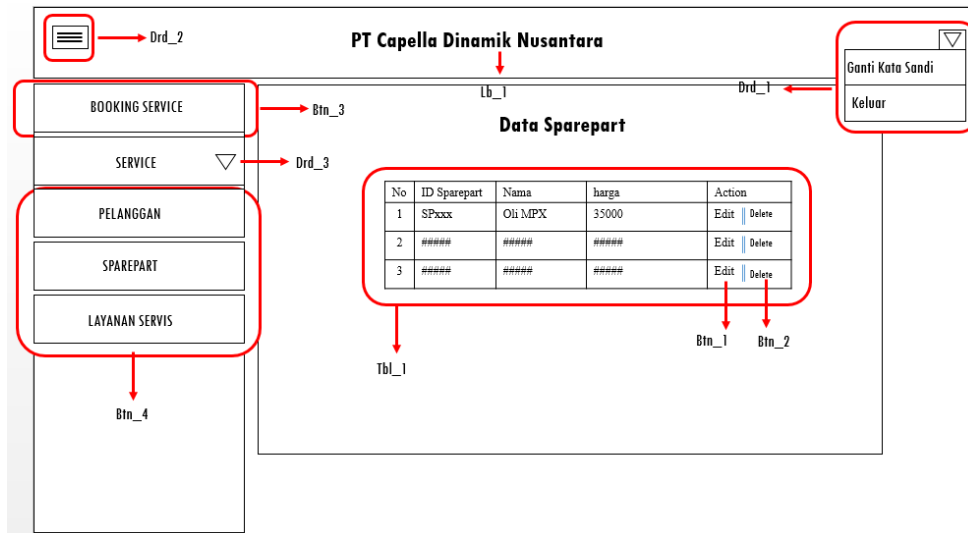 Drd_2
PT Capella Dinamik Nusantara
Lb_1
Drd_1
Ganti Kata Sandi
Keluar
BOOKING SERVICE
Btn_3
Data Sparepart
SERVICE
Drd_3
PELANGGAN
SPAREPART
LAYANAN SERVIS
Btn_4
No ID Sparepart Nama harga Action
1 SPxxx Oli MPX 35000 Edit Delete
2 ##### ##### ##### Edit Delete
3 ##### ##### ##### Edit Delete
Btn_1
Btn_2
Tbl_1